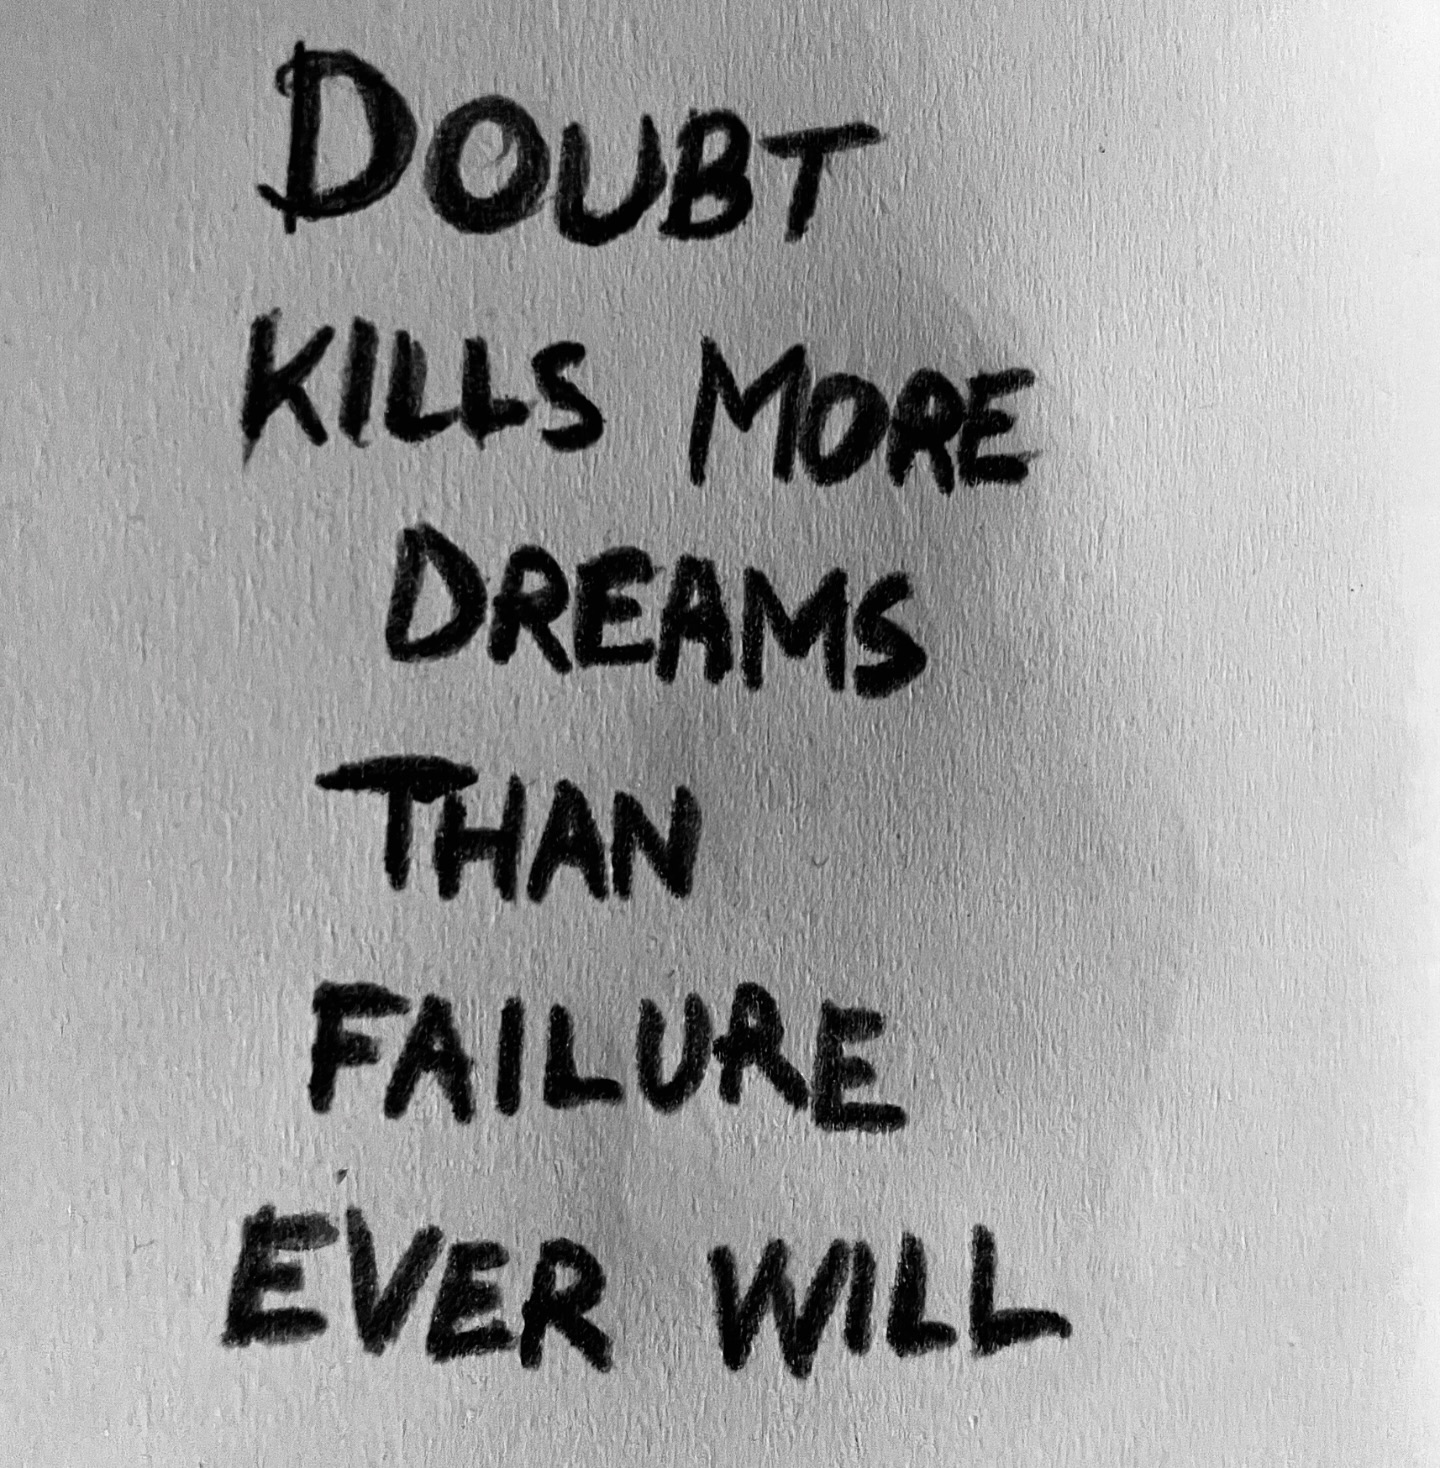 DOUBT
KILLS MORE
DREAMS
THAN
FAILURE
EVER WILL